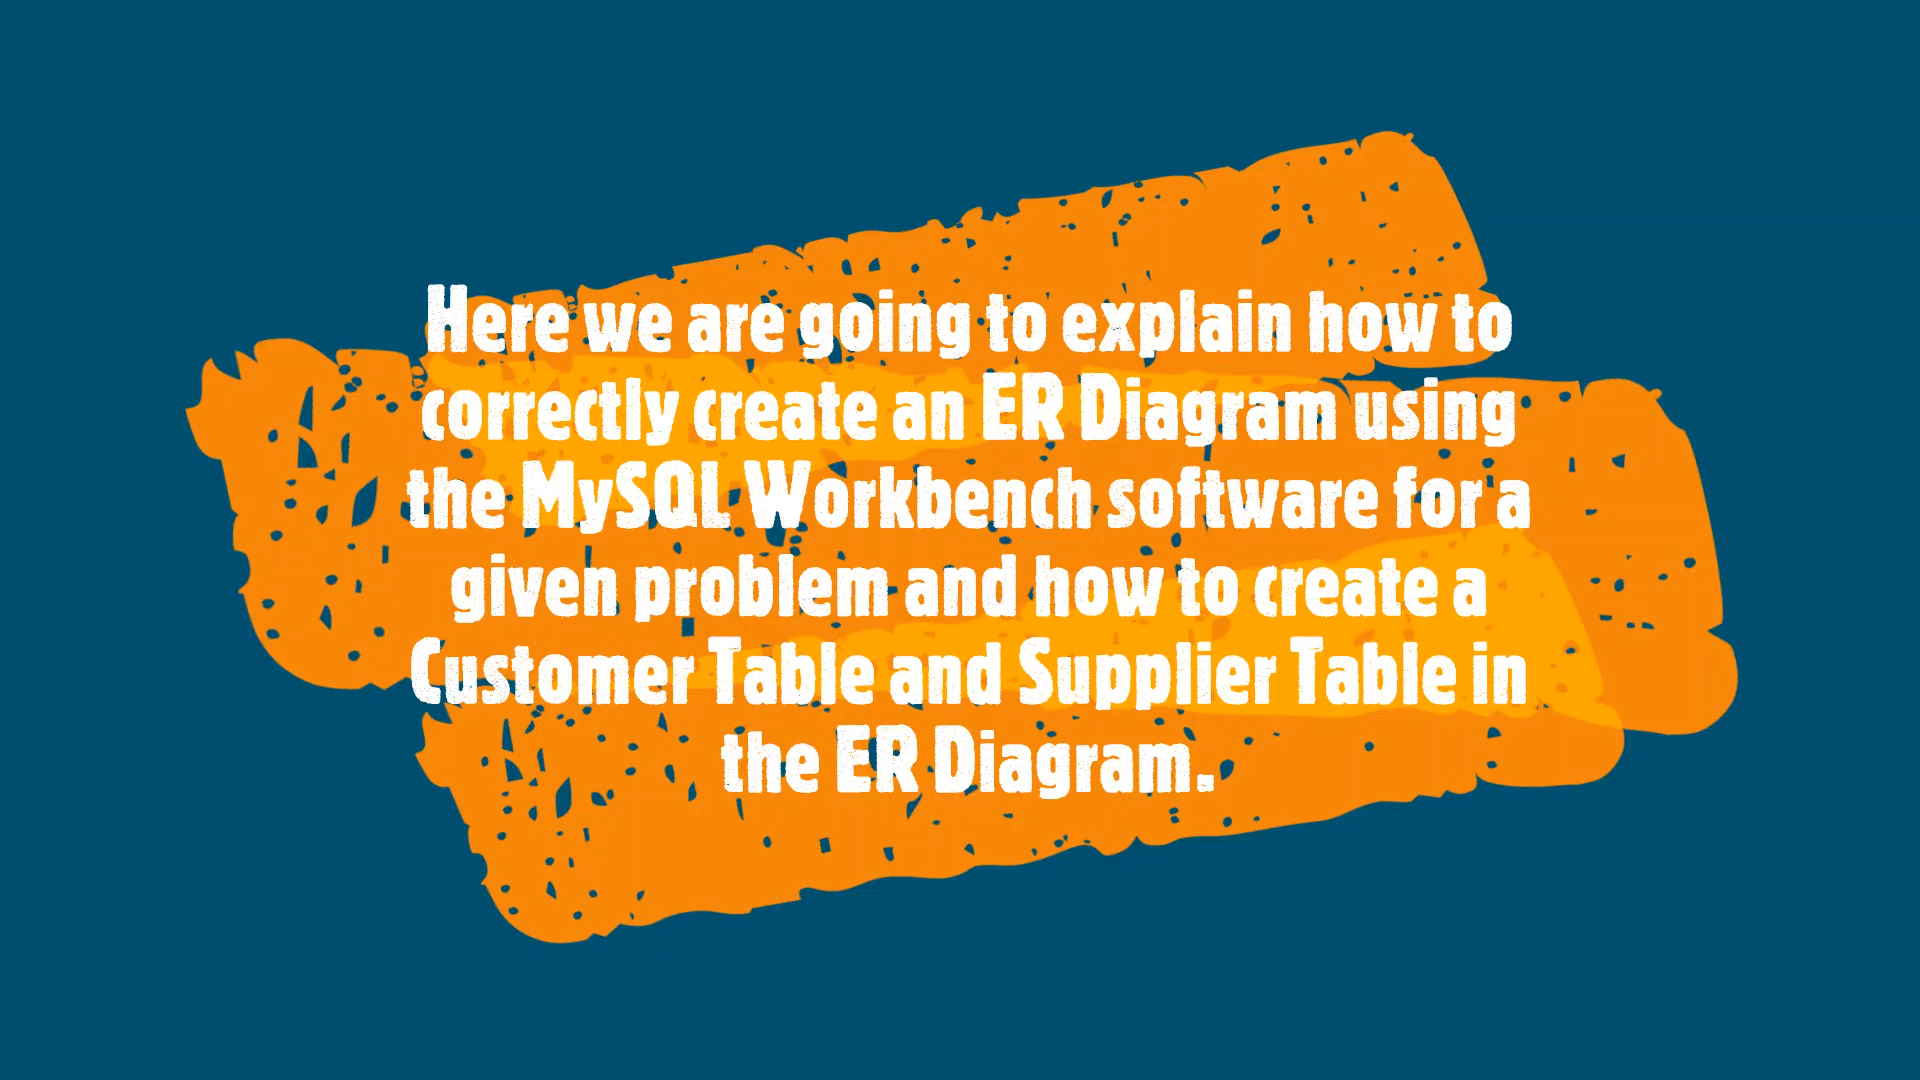 Here we are going to explain how to
correctly create an ER Diagram using
the MySQL Workbench software for a
given problem and how to create a
Customer Table and Supplier Table in
the ER Diagram.